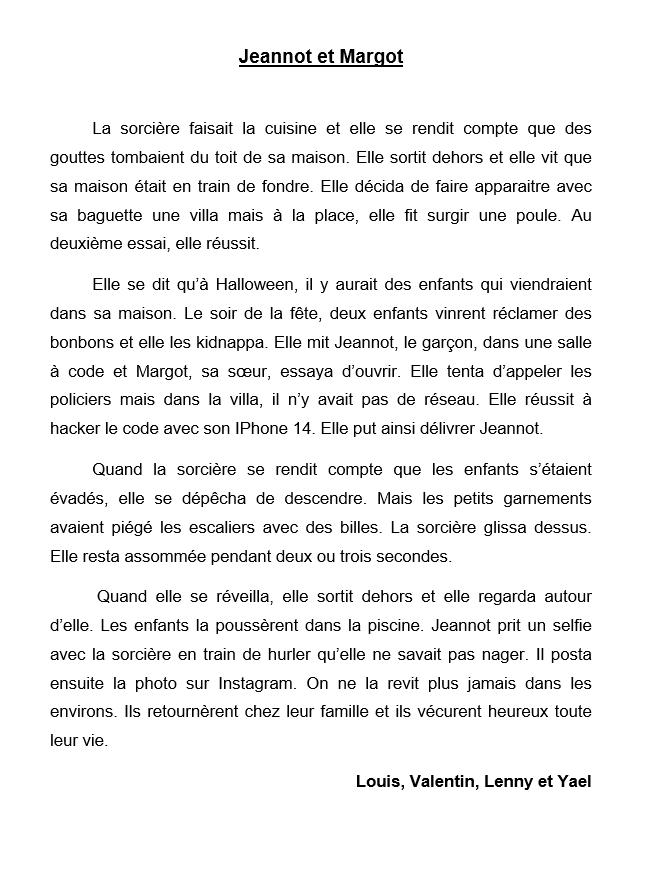 Jeannot et Margot
La sorcière faisait la cuisine et elle se rendit compte que des
gouttes tombaient du toit de sa maison. Elle sortit dehors et elle vit que
sa maison était en train de fondre. Elle décida de faire apparaitre avec
sa baguette une villa mais à la place, elle fit surgir une poule. Au
deuxième essai, elle réussit.
Elle se dit qu’à Halloween, il y aurait des enfants qui viendraient
dans sa maison. Le soir de la fête, deux enfants vinrent réclamer des
bonbons et elle les kidnappa. Elle mit Jeannot, le garçon, dans une salle
à code et Margot, sa sœur, essaya d’ouvrir. Elle tenta d’appeler les
policiers mais dans la villa, il n’y avait pas de réseau. Elle réussit à
hacker le code avec son IPhone 14. Elle put ainsi délivrer Jeannot.
Quand la sorcière se rendit compte que les enfants s’étaient
évadés, elle se dépêcha de descendre. Mais les petits garnements
avaient piégé les escaliers avec des billes. La sorcière glissa dessus.
Elle resta assommée pendant deux ou trois secondes.
Quand elle se réveilla, elle sortit dehors et elle regarda autour
d’elle. Les enfants la poussèrent dans la piscine. Jeannot prit un selfie
avec la sorcière en train de hurler qu’elle ne savait pas nager. Il posta
ensuite la photo sur Instagram. On ne la revit plus jamais dans les
environs. Ils retournèrent chez leur famille et ils vécurent heureux toute
leur vie.
Louis, Valentin, Lenny et Yael